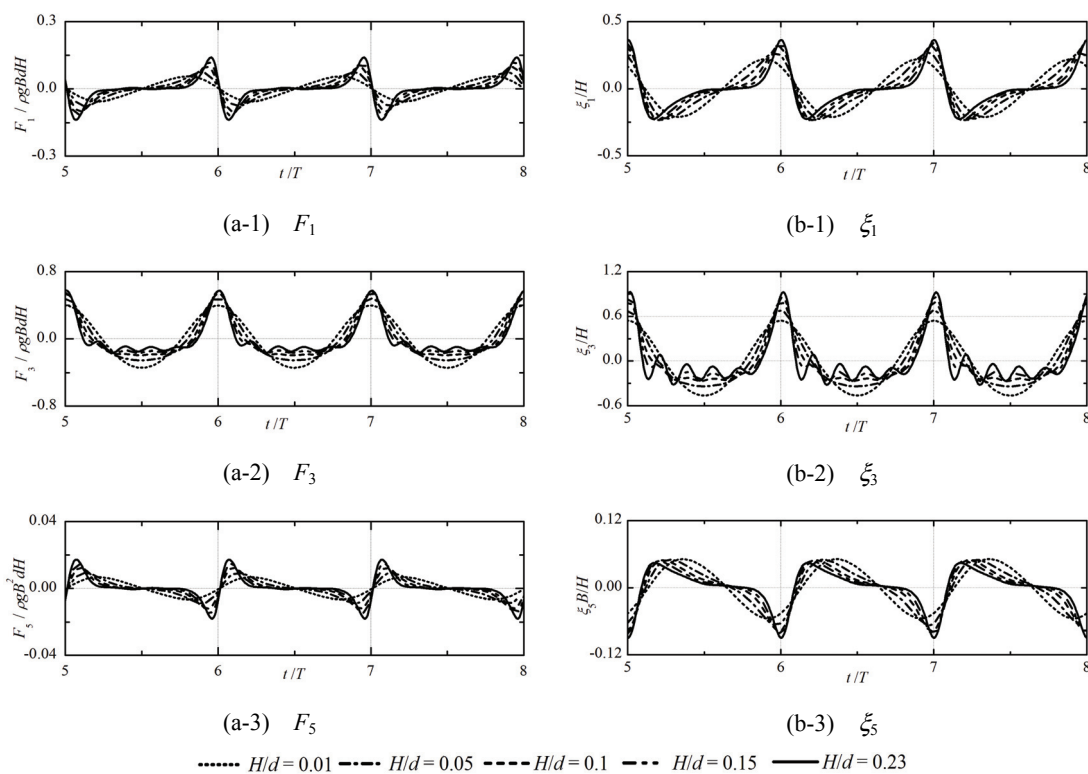 0.3
0.0
-0.3
F₁ / ρgBdH
5 6 7 8
t/T
(a-1) F₁
0.5
0.0
-0.5
ξ₁/H
5 6 7 8
t/T
(b-1) ξ₁
0.8
0.0
-0.8
F₃ / ρgBdH
5 6 7 8
t/T
(a-2) F₃
1.2
0.6
0.0
-0.6
ξ₃/H
5 6 7 8
t/T
(b-2) ξ₃
0.04
0.00
-0.04
F₅ / ρgB²dH
5 6 7 8
t/T
(a-3) F₅
0.12
0.00
-0.12
ξ₅B/H
5 6 7 8
t/T
(b-3) ξ₅
H/d = 0.01 H/d = 0.05 H/d = 0.1 H/d = 0.15 H/d = 0.23